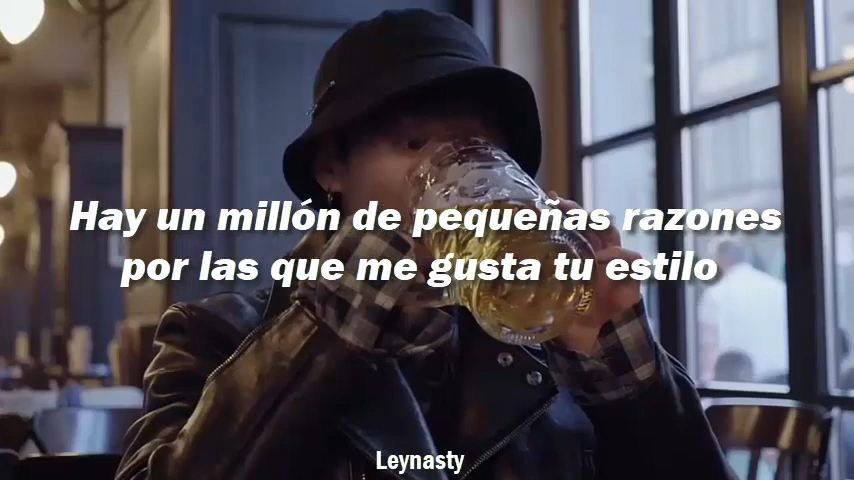 Hay un millón de pequeñas razones
por las que me gusta tu estilo
Leynasty